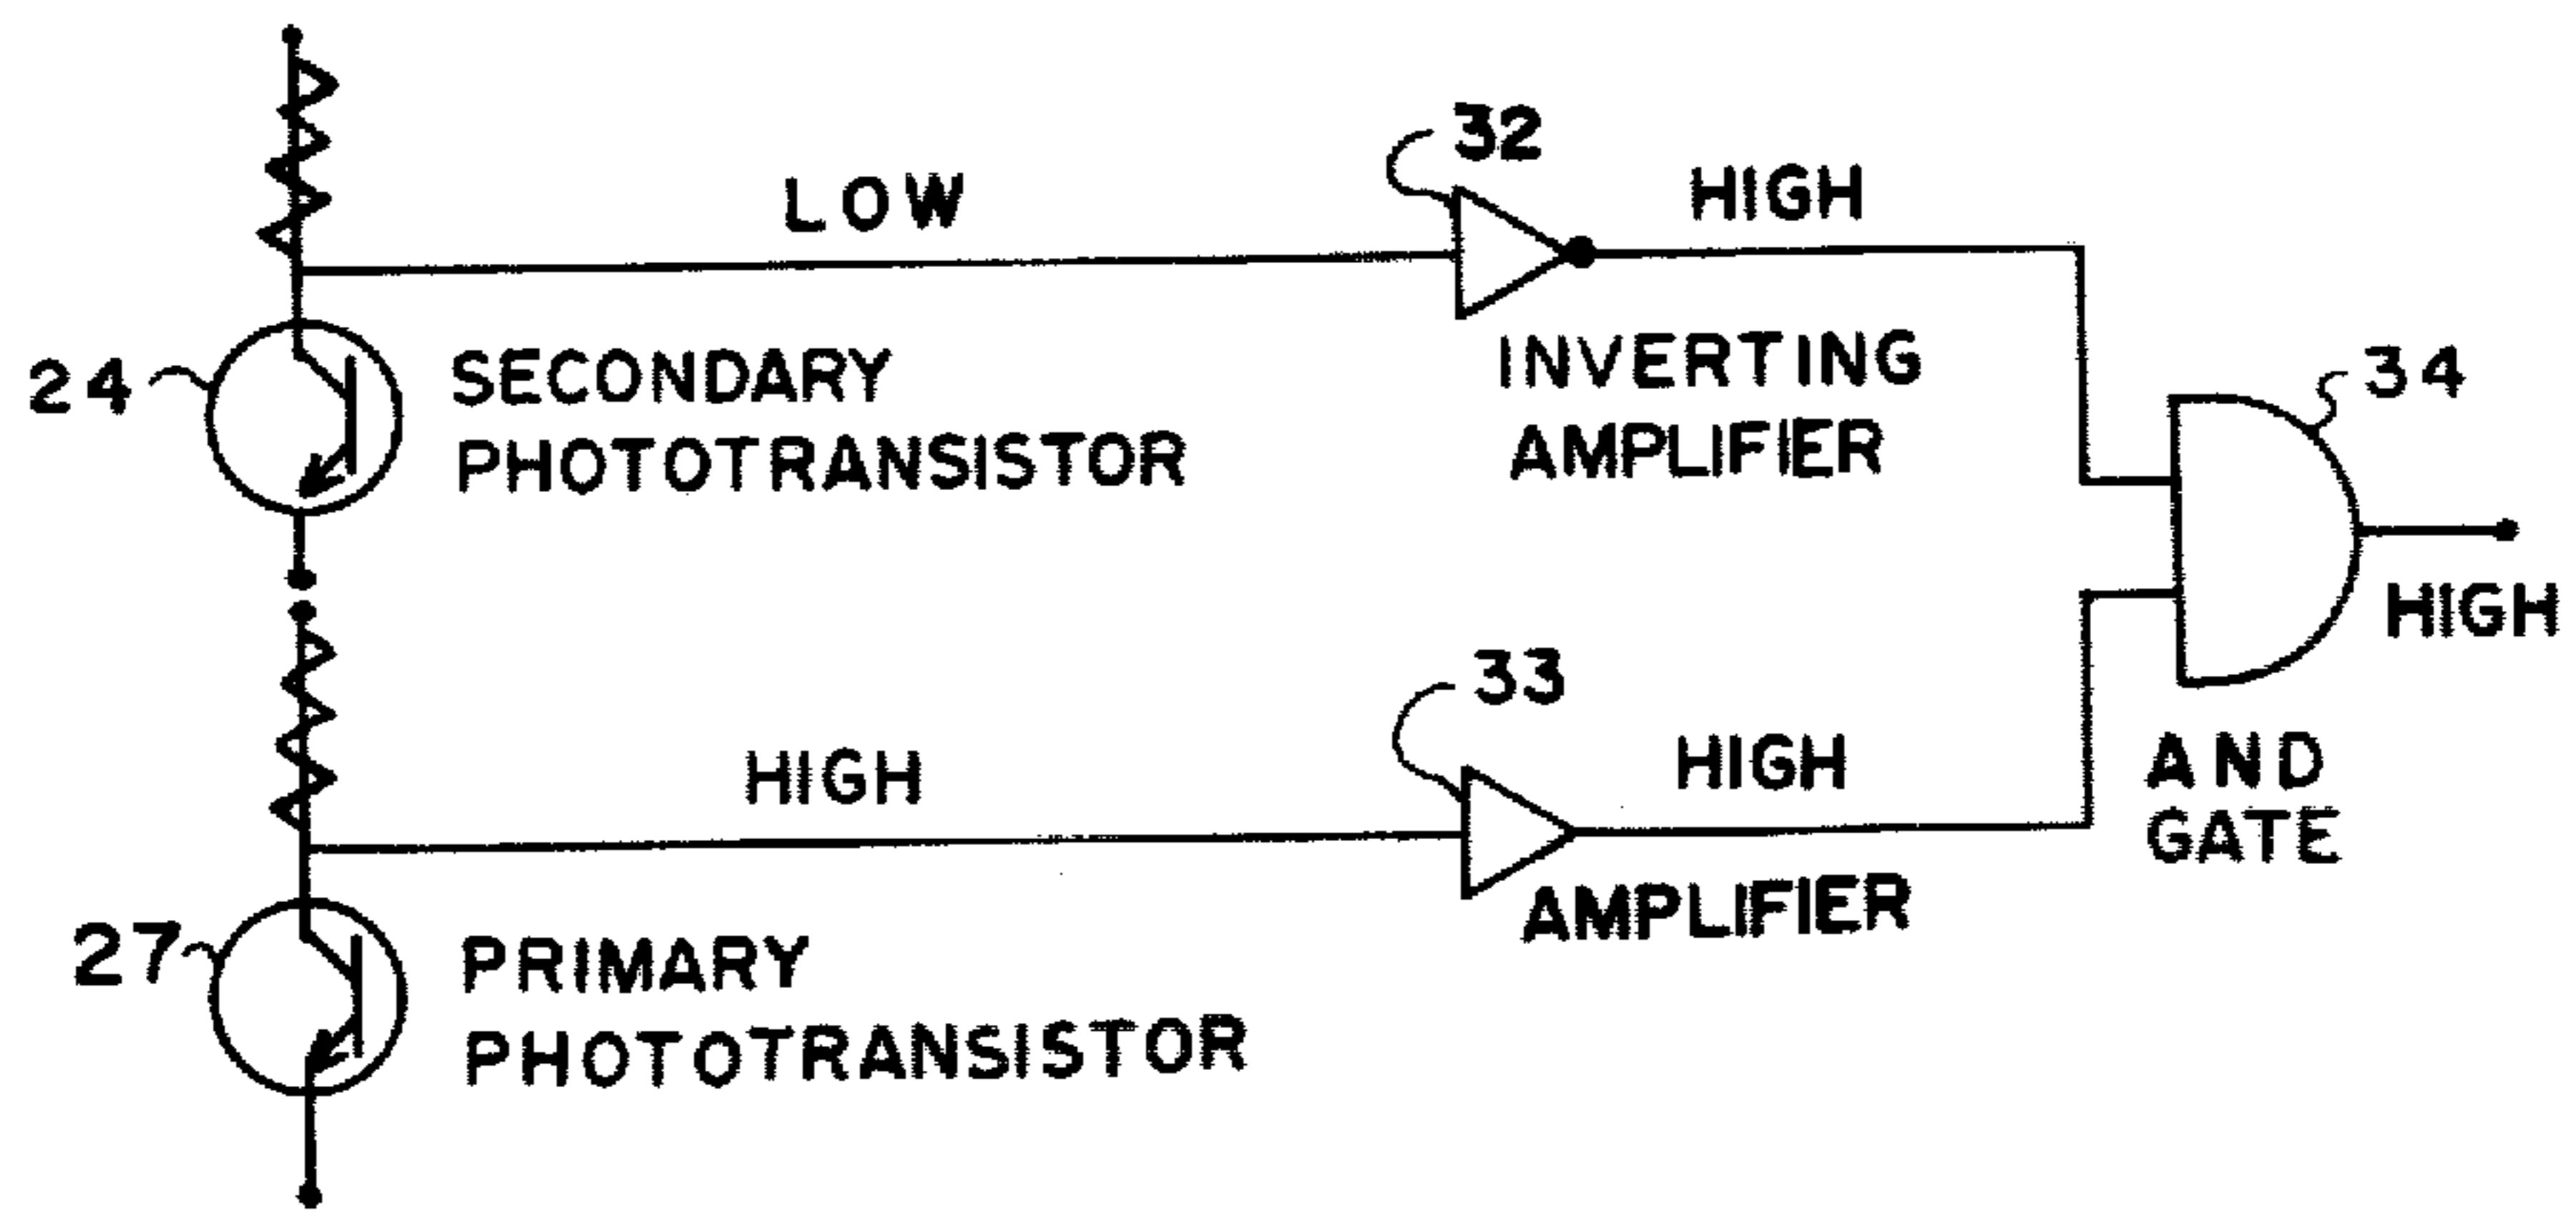 32
LOW
HIGH
24
SECONDARY
PHOTOTRANSISTOR
INVERTING
AMPLIFIER
34
HIGH
33
HIGH
HIGH
AND
GATE
AMPLIFIER
27
PRIMARY
PHOTOTRANSISTOR